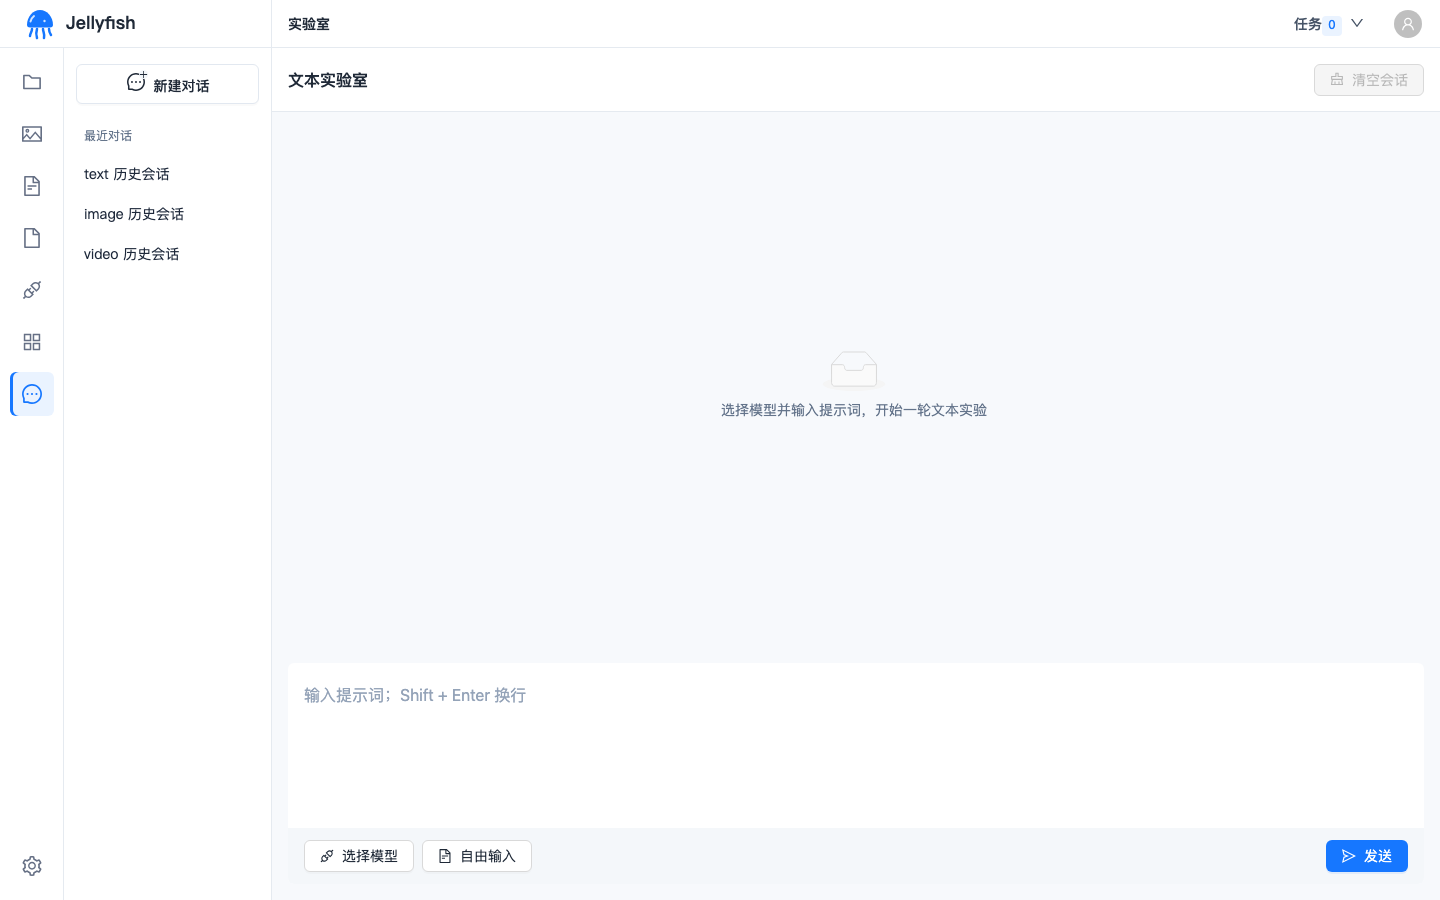 Jellyfish
实验室
任务 0
新建对话
最近对话
text 历史会话
image 历史会话
video 历史会话
文本实验室
清空会话
选择模型并输入提示词，开始一轮文本实验
输入提示词；Shift + Enter 换行
选择模型
自由输入
发送